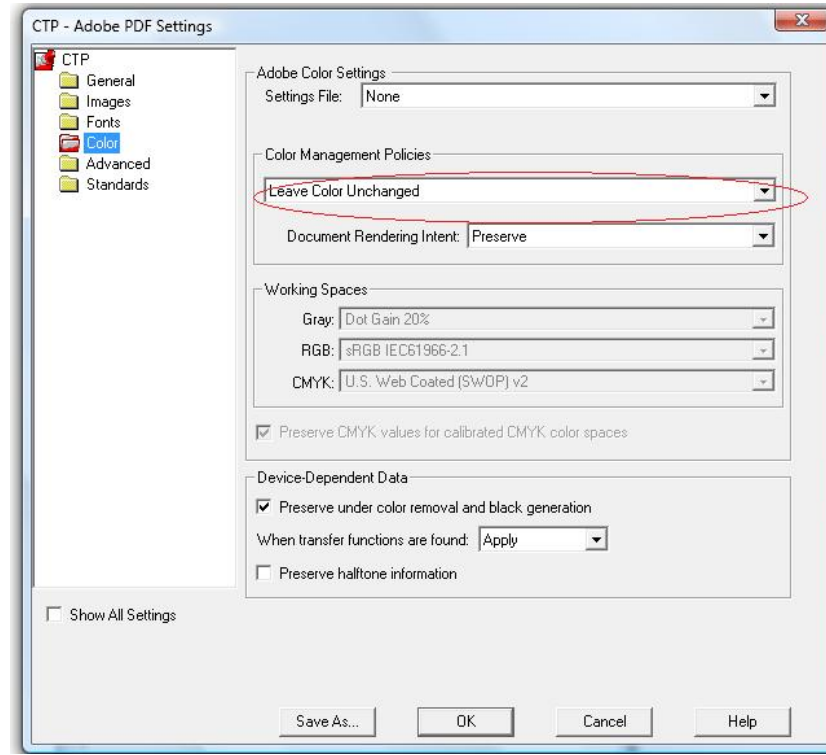 CTP - Adobe PDF Settings
CTP
General
Images
Fonts
Color
Advanced
Standards
Show All Settings
Adobe Color Settings
Settings File: None
Color Management Policies
Leave Color Unchanged
Document Rendering Intent: Preserve
Working Spaces
Gray: Dot Gain 20%
RGB: sRGB IEC61966-2.1
CMYK: U.S. Web Coated (SWOP) v2
Preserve CMYK values for calibrated CMYK color spaces
Device-Dependent Data
Preserve under color removal and black generation
When transfer functions are found: Apply
Preserve halftone information
Save As... OK Cancel Help